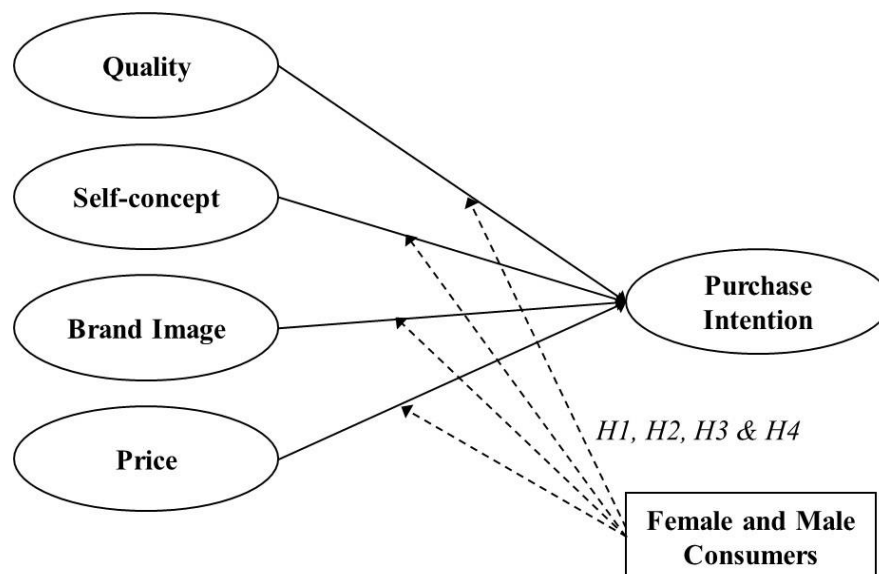 Quality
Self-concept
Brand Image
Price
Purchase
Intention
H1, H2, H3 & H4
Female and Male
Consumers